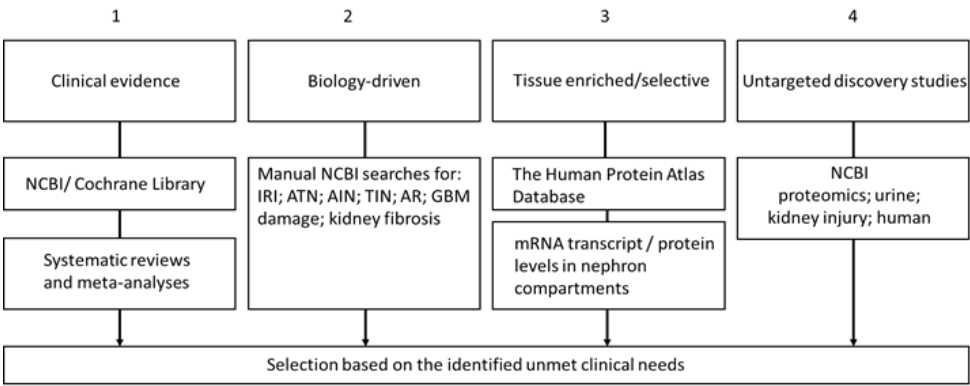 1
2
3
4
Clinical evidence
Biology-driven
Tissue enriched/selective
Untargeted discovery studies
NCBI/ Cochrane Library
Manual NCBI searches for:
IRI; ATN; AIN; TIN; AR; GBM
damage; kidney fibrosis
The Human Protein Atlas
Database
NCBI
proteomics; urine;
kidney injury; human
Systematic reviews
and meta-analyses
mRNA transcript / protein
levels in nephron
compartments
Selection based on the identified unmet clinical needs